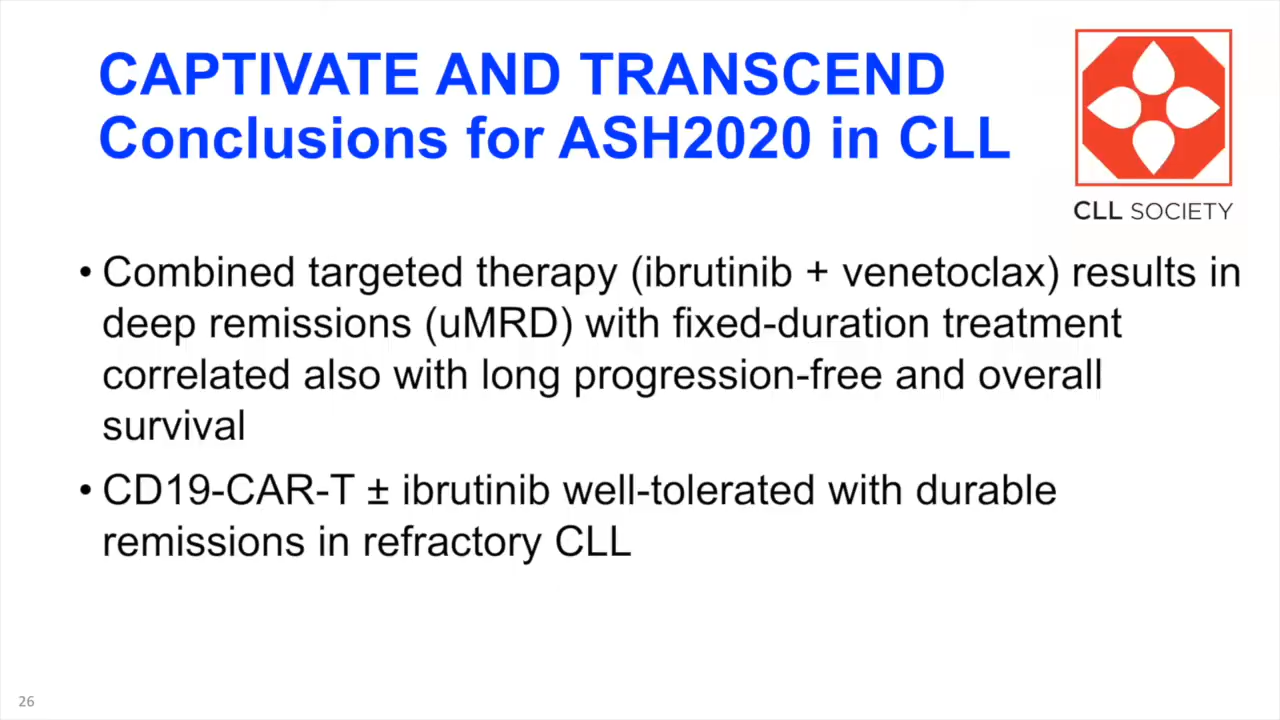 CAPTIVATE AND TRANSCEND
Conclusions for ASH2020 in CLL
CLL SOCIETY
• Combined targeted therapy (ibrutinib + venetoclax) results in
deep remissions (uMRD) with fixed-duration treatment
correlated also with long progression-free and overall
survival
• CD19-CAR-T ± ibrutinib well-tolerated with durable
remissions in refractory CLL
26